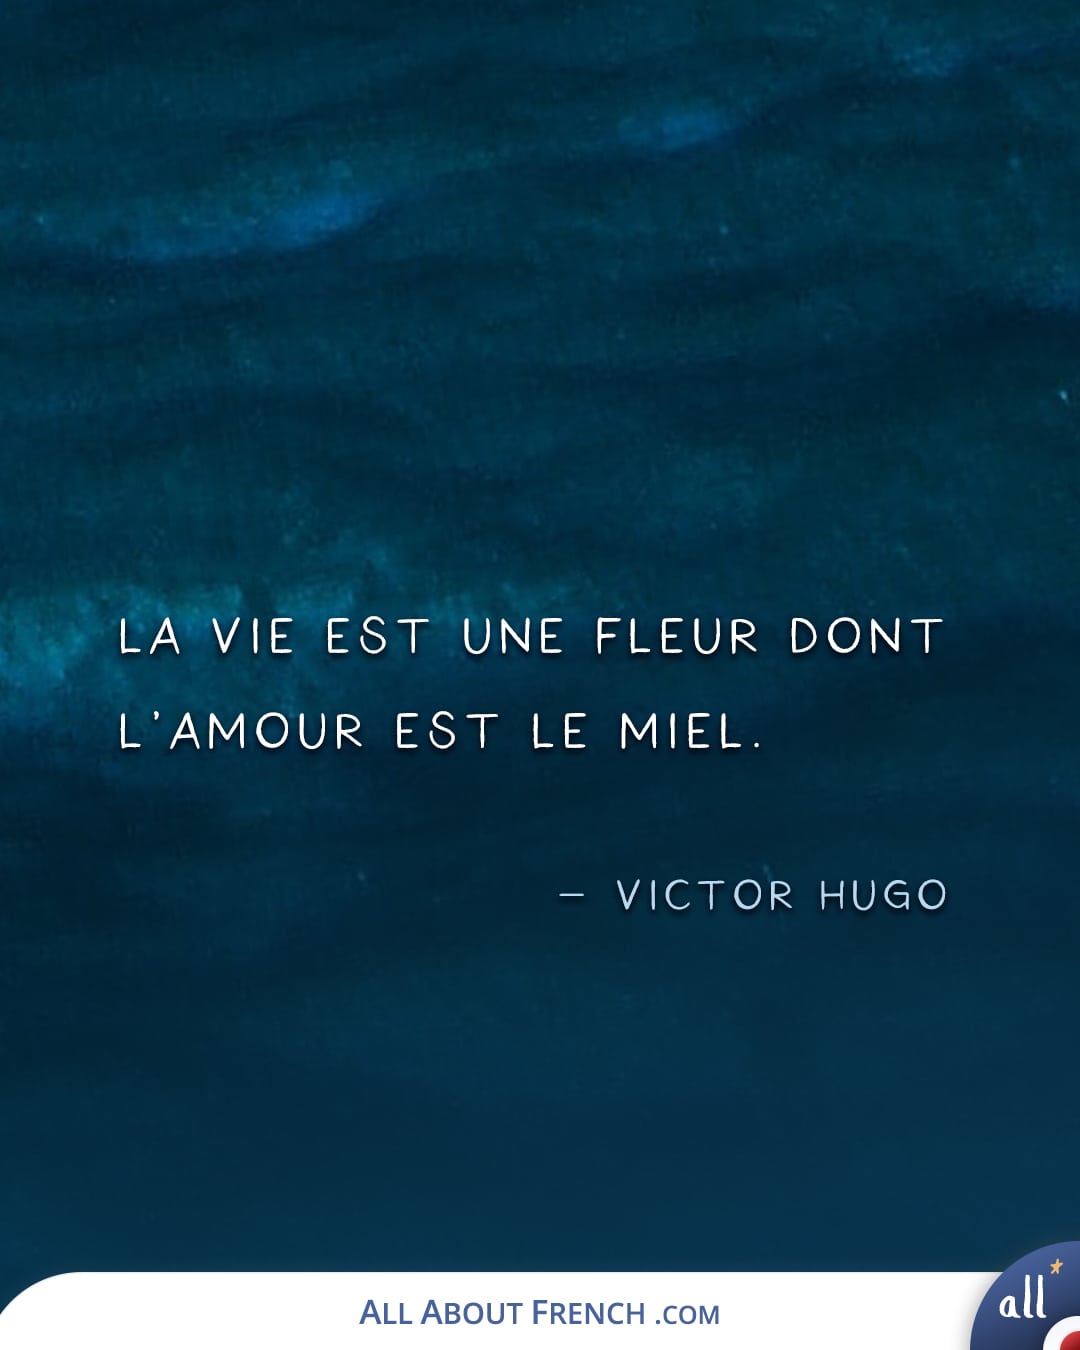 LA VIE EST UNE FLEUR DONT
L'AMOUR EST LE MIEL.
– VICTOR HUGO
ALL ABOUT FRENCH .COM
all